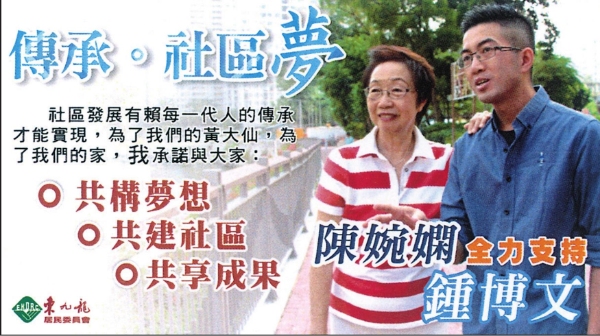 傳承。社區夢
社區發展有賴每一代人的傳承
才能實現，為了我們的黃大仙，為
了我們的家，我承諾與大家：
共構夢想
共建社區
共享成果
陳婉嫻 全力支持
鍾博文
E.K.D.R.C.
東九龍
居民委員會